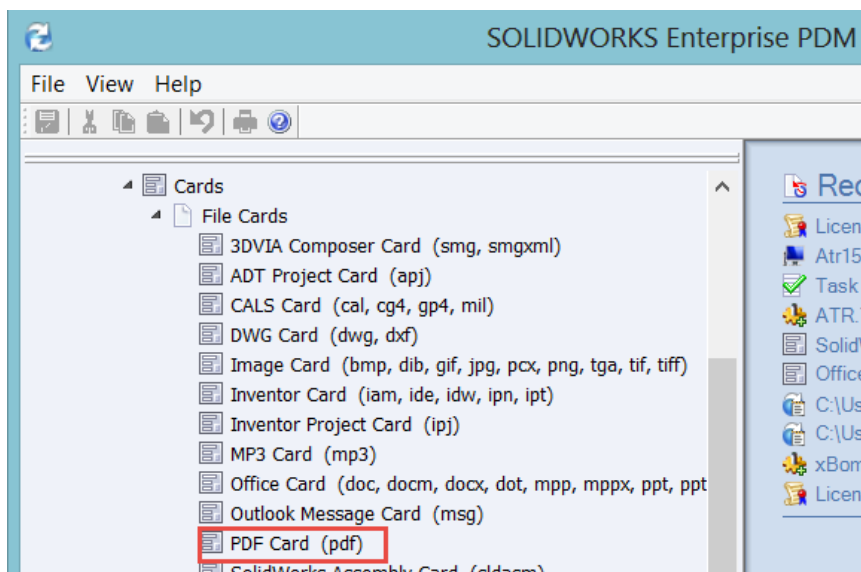 SOLIDWORKS Enterprise PDM
File View Help
Cards
File Cards
3DVIA Composer Card (smg, smgxml)
ADT Project Card (apj)
CALS Card (cal, cg4, gp4, mil)
DWG Card (dwg, dxf)
Image Card (bmp, dib, gif, jpg, pcx, png, tga, tif, tiff)
Inventor Card (iam, ide, idw, ipn, ipt)
Inventor Project Card (ipj)
MP3 Card (mp3)
Office Card (doc, docm, docx, dot, mpp, mppx, ppt, ppt
Outlook Message Card (msg)
PDF Card (pdf)
SolidWorks Assembly Card (sldasm)
Rec
Licen
Atr15
Task
ATR.
Solid
Office
C:\Us
C:\Us
xBom
Licen